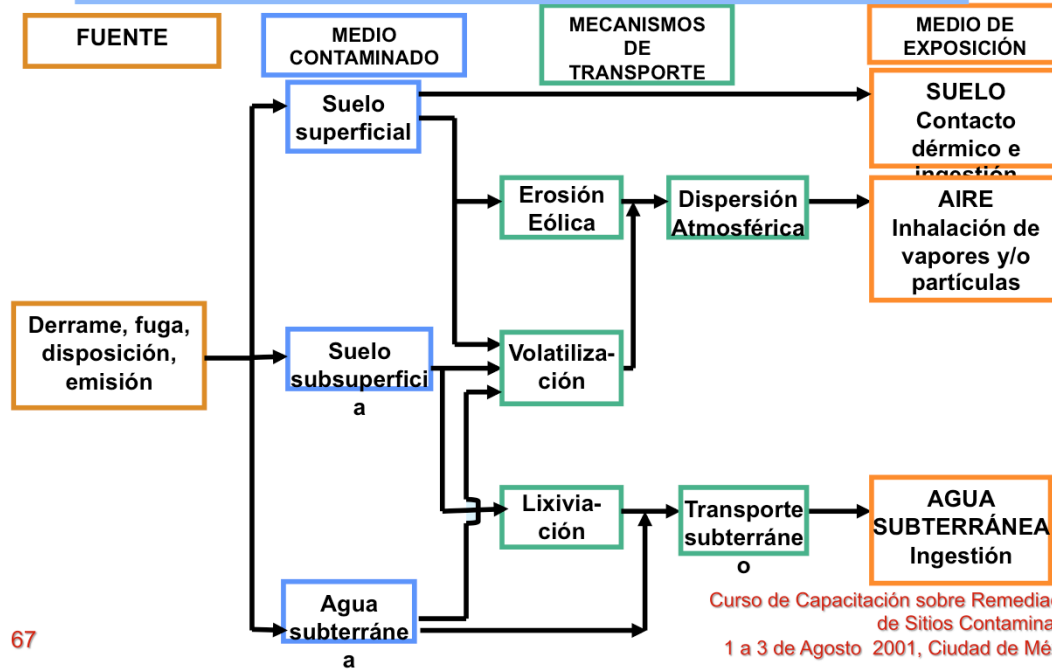 FUENTE
MEDIO
CONTAMINADO
MECANISMOS
DE
TRANSPORTE
MEDIO DE
EXPOSICIÓN
Suelo
superficial
SUELO
Contacto
dérmico e
ingestión
Erosión
Eólica
Dispersión
Atmosférica
AIRE
Inhalación de
vapores y/o
partículas
Derrame, fuga,
disposición,
emisión
Suelo
subsuperfici
a
Volatiliza-
ción
Lixivia-
ción
Transporte
subterráne
o
AGUA
SUBTERRÁNEA
Ingestión
Agua
subterráne
a
Curso de Capacitación sobre Remedia
de Sitios Contamina
1 a 3 de Agosto 2001, Ciudad de Mé
67